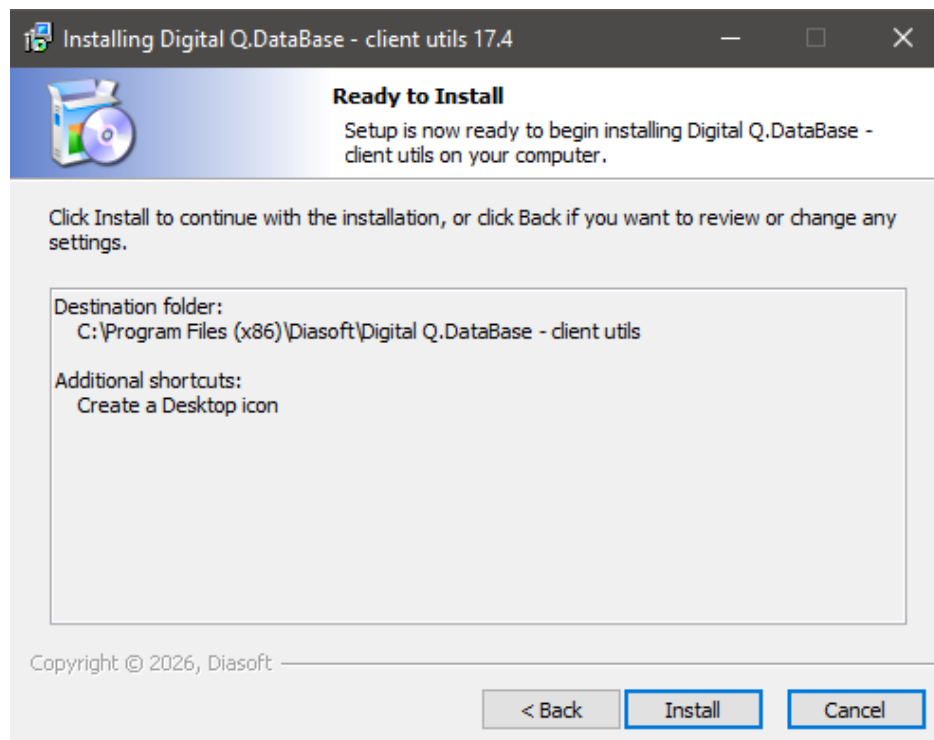 Installing Digital Q.DataBase - client utils 17.4
Ready to Install
Setup is now ready to begin installing Digital Q.DataBase -
client utils on your computer.
Click Install to continue with the installation, or click Back if you want to review or change any
settings.
Destination folder:
C:\Program Files (x86)\Diasoft\Digital Q.DataBase - client utils
Additional shortcuts:
Create a Desktop icon
Copyright © 2026, Diasoft
< Back
Install
Cancel